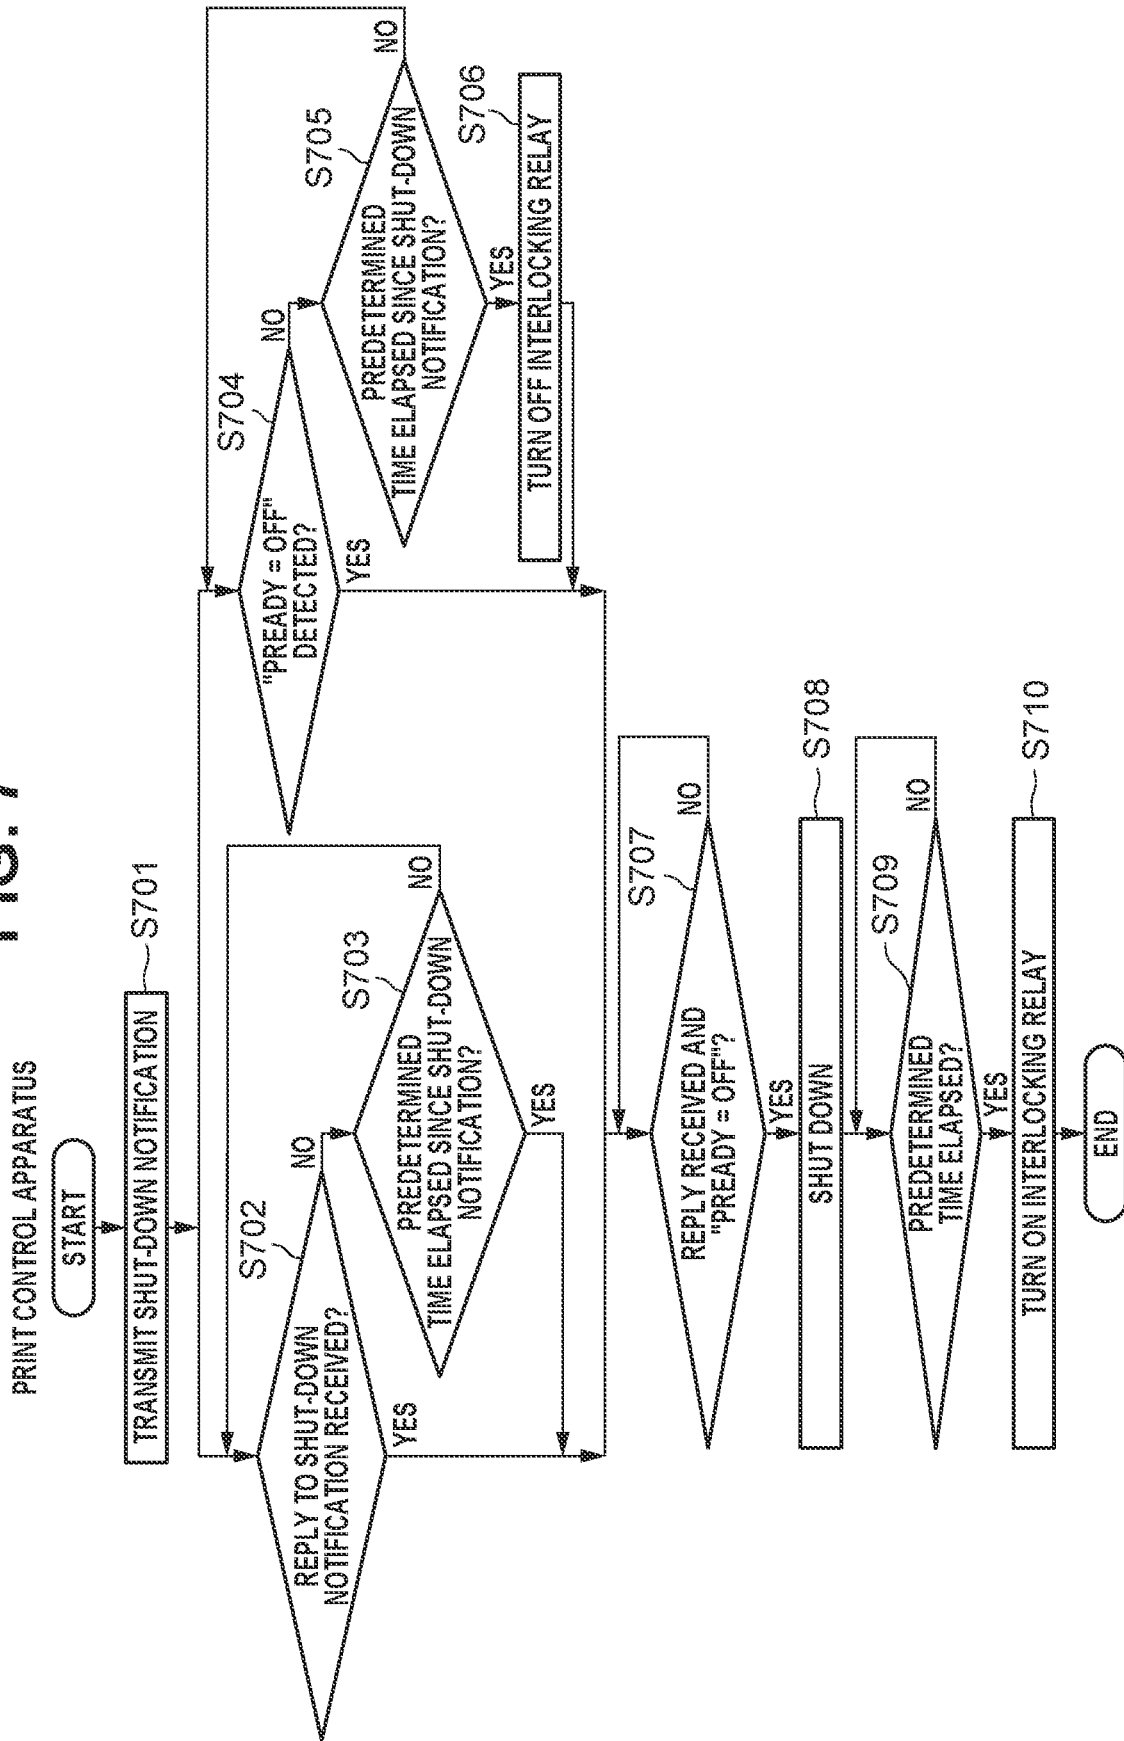 FIG. 7
PRINT CONTROL APPARATUS
START
TRANSMIT SHUT-DOWN NOTIFICATION
S701
REPLY TO SHUT-DOWN
NOTIFICATION RECEIVED?
S702
NO
YES
PREDETERMINED
TIME ELAPSED SINCE SHUT-DOWN
NOTIFICATION?
S703
NO
YES
"PREADY = OFF"
DETECTED?
S704
NO
YES
PREDETERMINED
TIME ELAPSED SINCE SHUT-DOWN
NOTIFICATION?
S705
NO
YES
TURN OFF INTERLOCKING RELAY
S706
REPLY RECEIVED AND
"PREADY = OFF"?
S707
NO
YES
SHUT DOWN
S708
PREDETERMINED
TIME ELAPSED?
S709
NO
YES
TURN ON INTERLOCKING RELAY
S710
END